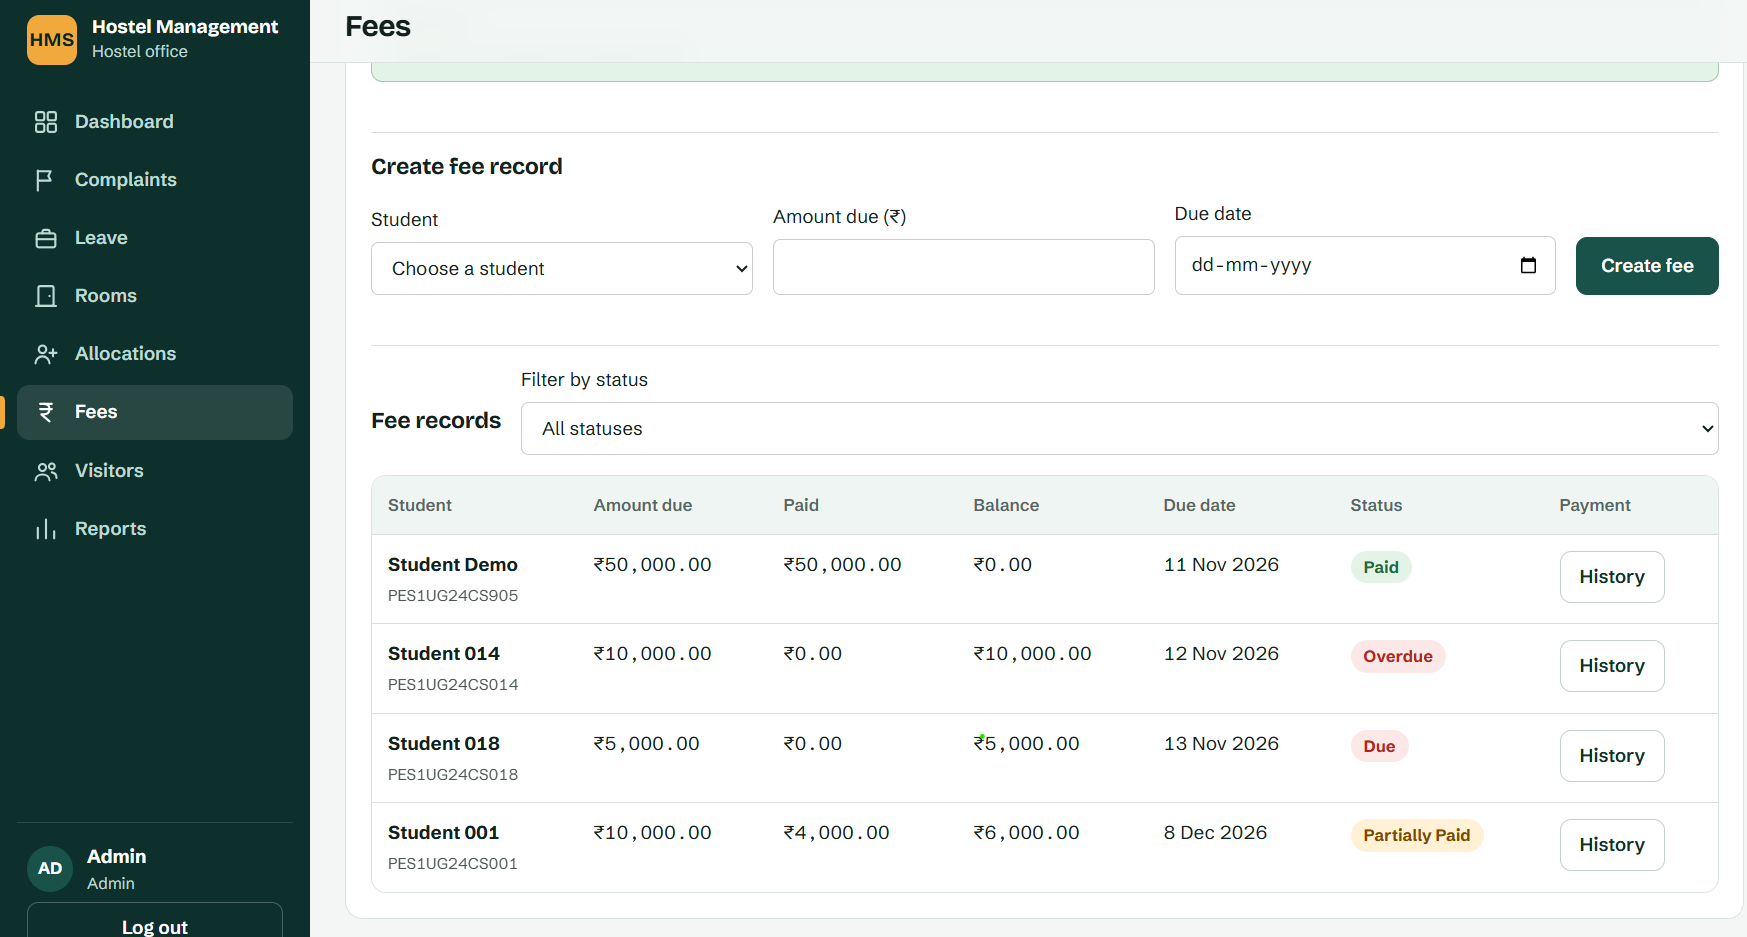 HMS
Hostel Management
Hostel office
Dashboard
Complaints
Leave
Rooms
Allocations
Fees
Visitors
Reports
AD
Admin
Admin
Log out
Fees
Create fee record
Student
Choose a student
Amount due (₹)
Due date
dd-mm-yyyy
Create fee
Fee records
Filter by status
All statuses
Student Amount due Paid Balance Due date Status Payment
Student Demo ₹50,000.00 ₹50,000.00 ₹0.00 11 Nov 2026 Paid History
PES1UG24CS905
Student 014 ₹10,000.00 ₹0.00 ₹10,000.00 12 Nov 2026 Overdue History
PES1UG24CS014
Student 018 ₹5,000.00 ₹0.00 ₹5,000.00 13 Nov 2026 Due History
PES1UG24CS018
Student 001 ₹10,000.00 ₹4,000.00 ₹6,000.00 8 Dec 2026 Partially Paid History
PES1UG24CS001